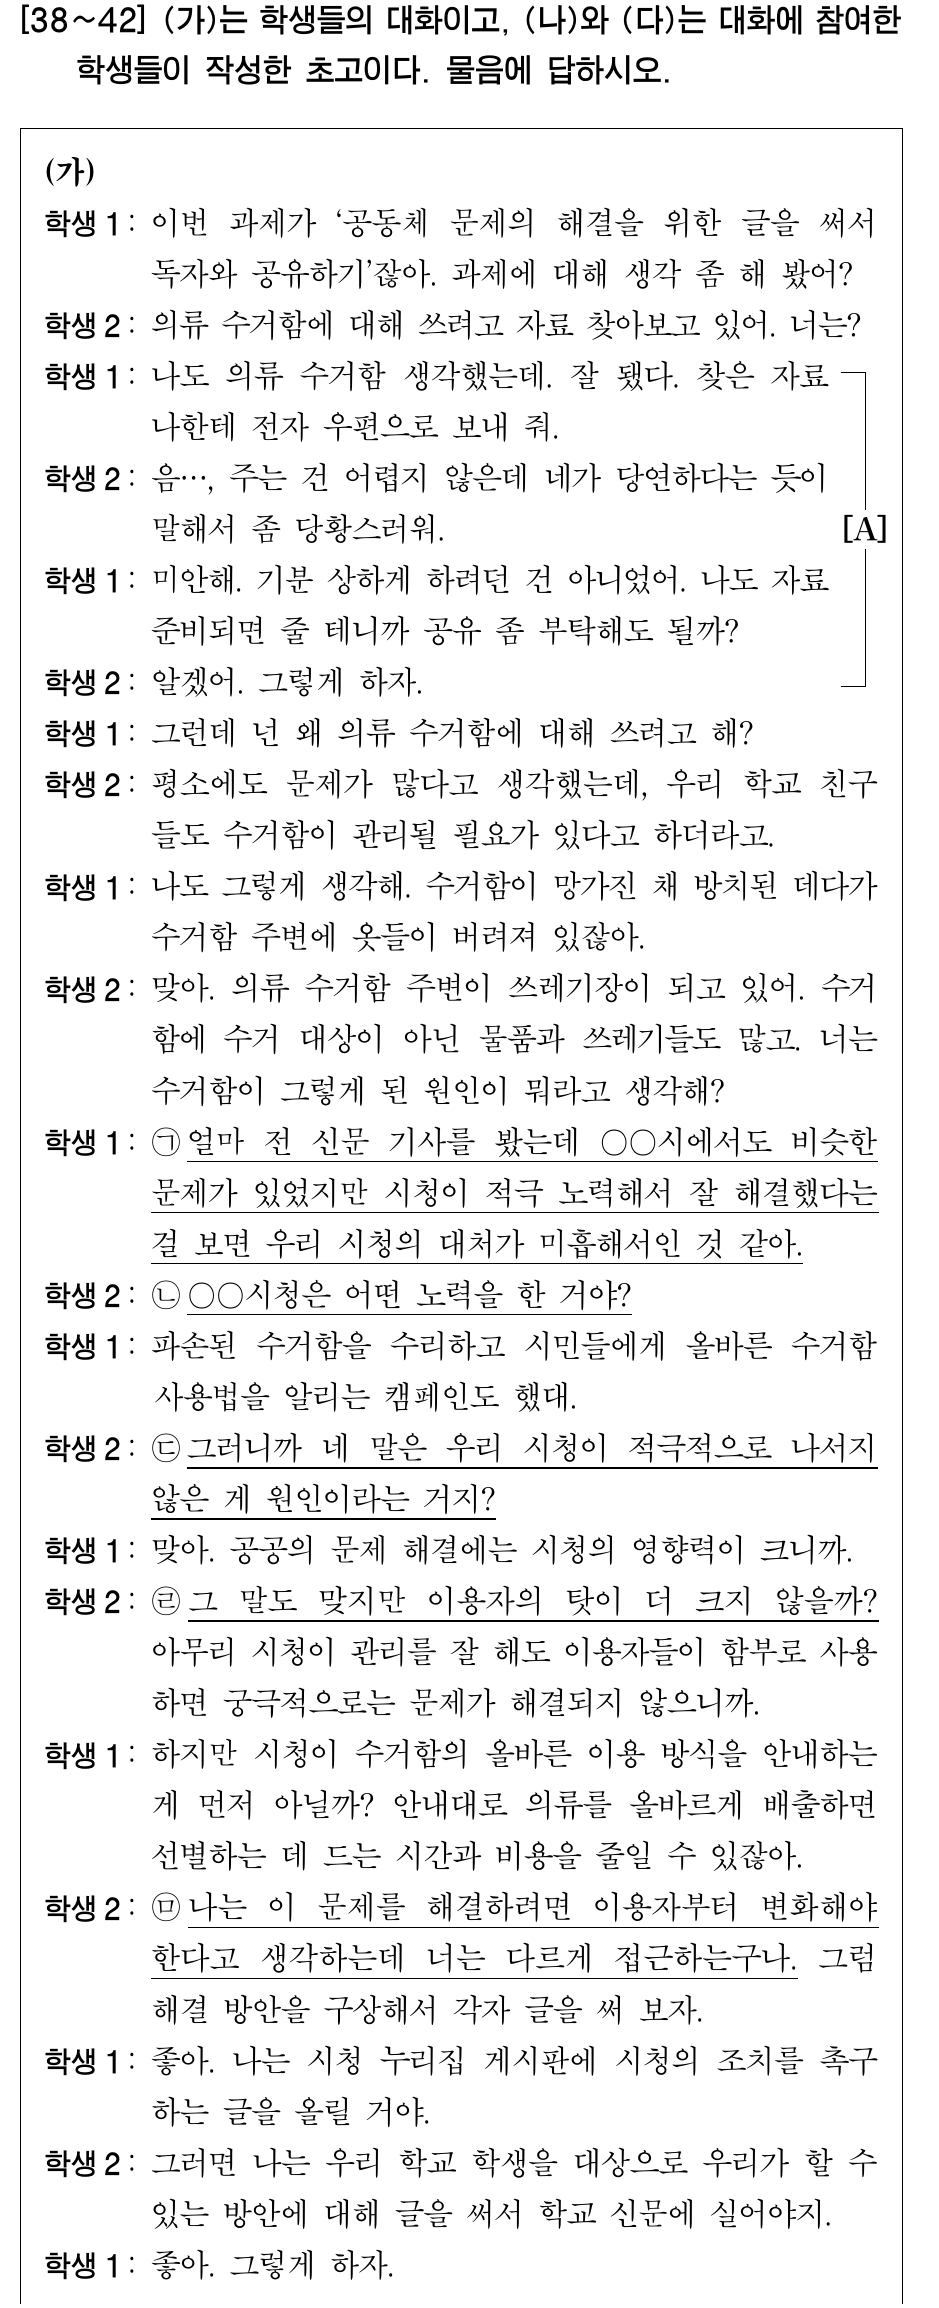 [38~42] (가)는 학생들의 대화이고, (나)와 (다)는 대화에 참여한
학생들이 작성한 초고이다. 물음에 답하시오.
(가)
학생 1 : 이번 과제가 ‘공동체 문제의 해결을 위한 글을 써서
독자와 공유하기’잖아. 과제에 대해 생각 좀 해 봤어?
학생 2 : 의류 수거함에 대해 쓰려고 자료 찾아보고 있어. 너는?
학생 1 : 나도 의류 수거함 생각했는데. 잘 됐다. 찾은 자료
나한테 전자 우편으로 보내 줘.
학생 2 : 음…, 주는 건 어렵지 않은데 네가 당연하다는 듯이
말해서 좀 당황스러워.
[A]
학생 1 : 미안해. 기분 상하게 하려던 건 아니었어. 나도 자료
준비되면 줄 테니까 공유 좀 부탁해도 될까?
학생 2 : 알겠어. 그렇게 하자.
학생 1 : 그런데 넌 왜 의류 수거함에 대해 쓰려고 해?
학생 2 : 평소에도 문제가 많다고 생각했는데, 우리 학교 친구
들도 수거함이 관리될 필요가 있다고 하더라고.
학생 1 : 나도 그렇게 생각해. 수거함이 망가진 채 방치된 데다가
수거함 주변에 옷들이 버려져 있잖아.
학생 2 : 맞아. 의류 수거함 주변이 쓰레기장이 되고 있어. 수거
함에 수거 대상이 아닌 물품과 쓰레기들도 많고. 너는
수거함이 그렇게 된 원인이 뭐라고 생각해?
학생 1 : ㉠얼마 전 신문 기사를 봤는데 ○○시에서도 비슷한
문제가 있었지만 시청이 적극 노력해서 잘 해결했다는
걸 보면 우리 시청의 대처가 미흡해서인 것 같아.
학생 2 : ㉡○○시청은 어떤 노력을 한 거야?
학생 1 : 파손된 수거함을 수리하고 시민들에게 올바른 수거함
사용법을 알리는 캠페인도 했대.
학생 2 : ㉢그러니까 네 말은 우리 시청이 적극적으로 나서지
않은 게 원인이라는 거지?
학생 1 : 맞아. 공공의 문제 해결에는 시청의 영향력이 크니까.
학생 2 : ㉣그 말도 맞지만 이용자의 탓이 더 크지 않을까?
아무리 시청이 관리를 잘 해도 이용자들이 함부로 사용
하면 궁극적으로는 문제가 해결되지 않으니까.
학생 1 : 하지만 시청이 수거함의 올바른 이용 방식을 안내하는
게 먼저 아닐까? 안내대로 의류를 올바르게 배출하면
선별하는 데 드는 시간과 비용을 줄일 수 있잖아.
학생 2 : ㉤나는 이 문제를 해결하려면 이용자부터 변화해야
한다고 생각하는데 너는 다르게 접근하는구나. 그럼
해결 방안을 구상해서 각자 글을 써 보자.
학생 1 : 좋아. 나는 시청 누리집 게시판에 시청의 조치를 촉구
하는 글을 올릴 거야.
학생 2 : 그러면 나는 우리 학교 학생을 대상으로 우리가 할 수
있는 방안에 대해 글을 써서 학교 신문에 실어야지.
학생 1 : 좋아. 그렇게 하자.